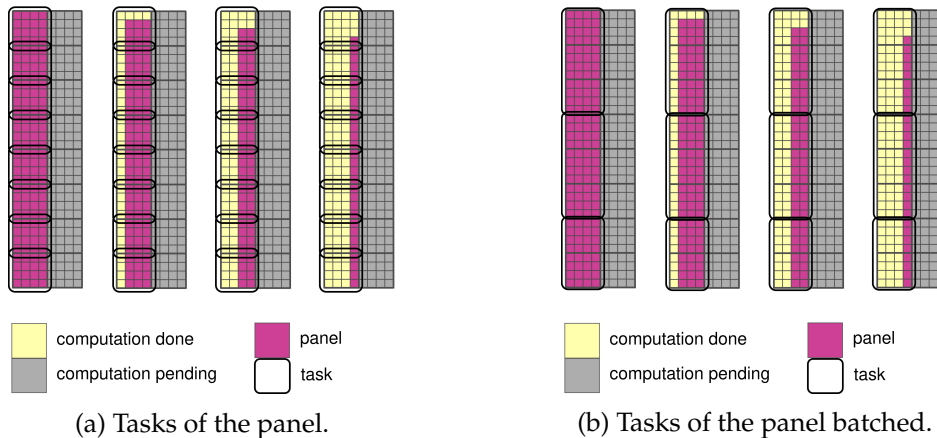 computation done
panel
computation pending
task
(a) Tasks of the panel.
computation done
panel
computation pending
task
(b) Tasks of the panel batched.